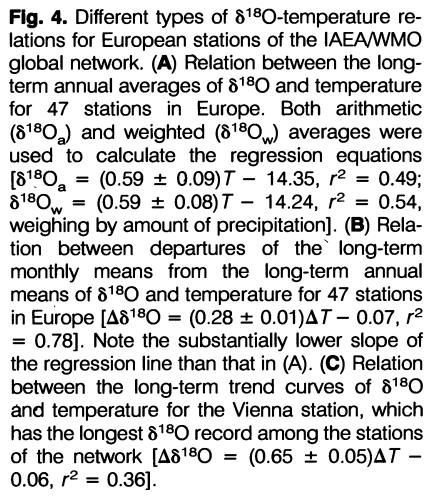 Fig. 4. Different types of δ¹⁸O-temperature re-
lations for European stations of the IAEA/WMO
global network. (A) Relation between the long-
term annual averages of δ¹⁸O and temperature
for 47 stations in Europe. Both arithmetic
(δ¹⁸Oₐ) and weighted (δ¹⁸O_w) averages were
used to calculate the regression equations
[δ¹⁸Oₐ = (0.59 ± 0.09)T − 14.35, r² = 0.49;
δ¹⁸O_w = (0.59 ± 0.08)T − 14.24, r² = 0.54,
weighing by amount of precipitation]. (B) Rela-
tion between departures of the long-term
monthly means from the long-term annual
means of δ¹⁸O and temperature for 47 stations
in Europe [Δδ¹⁸O = (0.28 ± 0.01)ΔT − 0.07, r²
= 0.78]. Note the substantially lower slope of
the regression line than that in (A). (C) Relation
between the long-term trend curves of δ¹⁸O
and temperature for the Vienna station, which
has the longest δ¹⁸O record among the stations
of the network [Δδ¹⁸O = (0.65 ± 0.05)ΔT −
0.06, r² = 0.36].